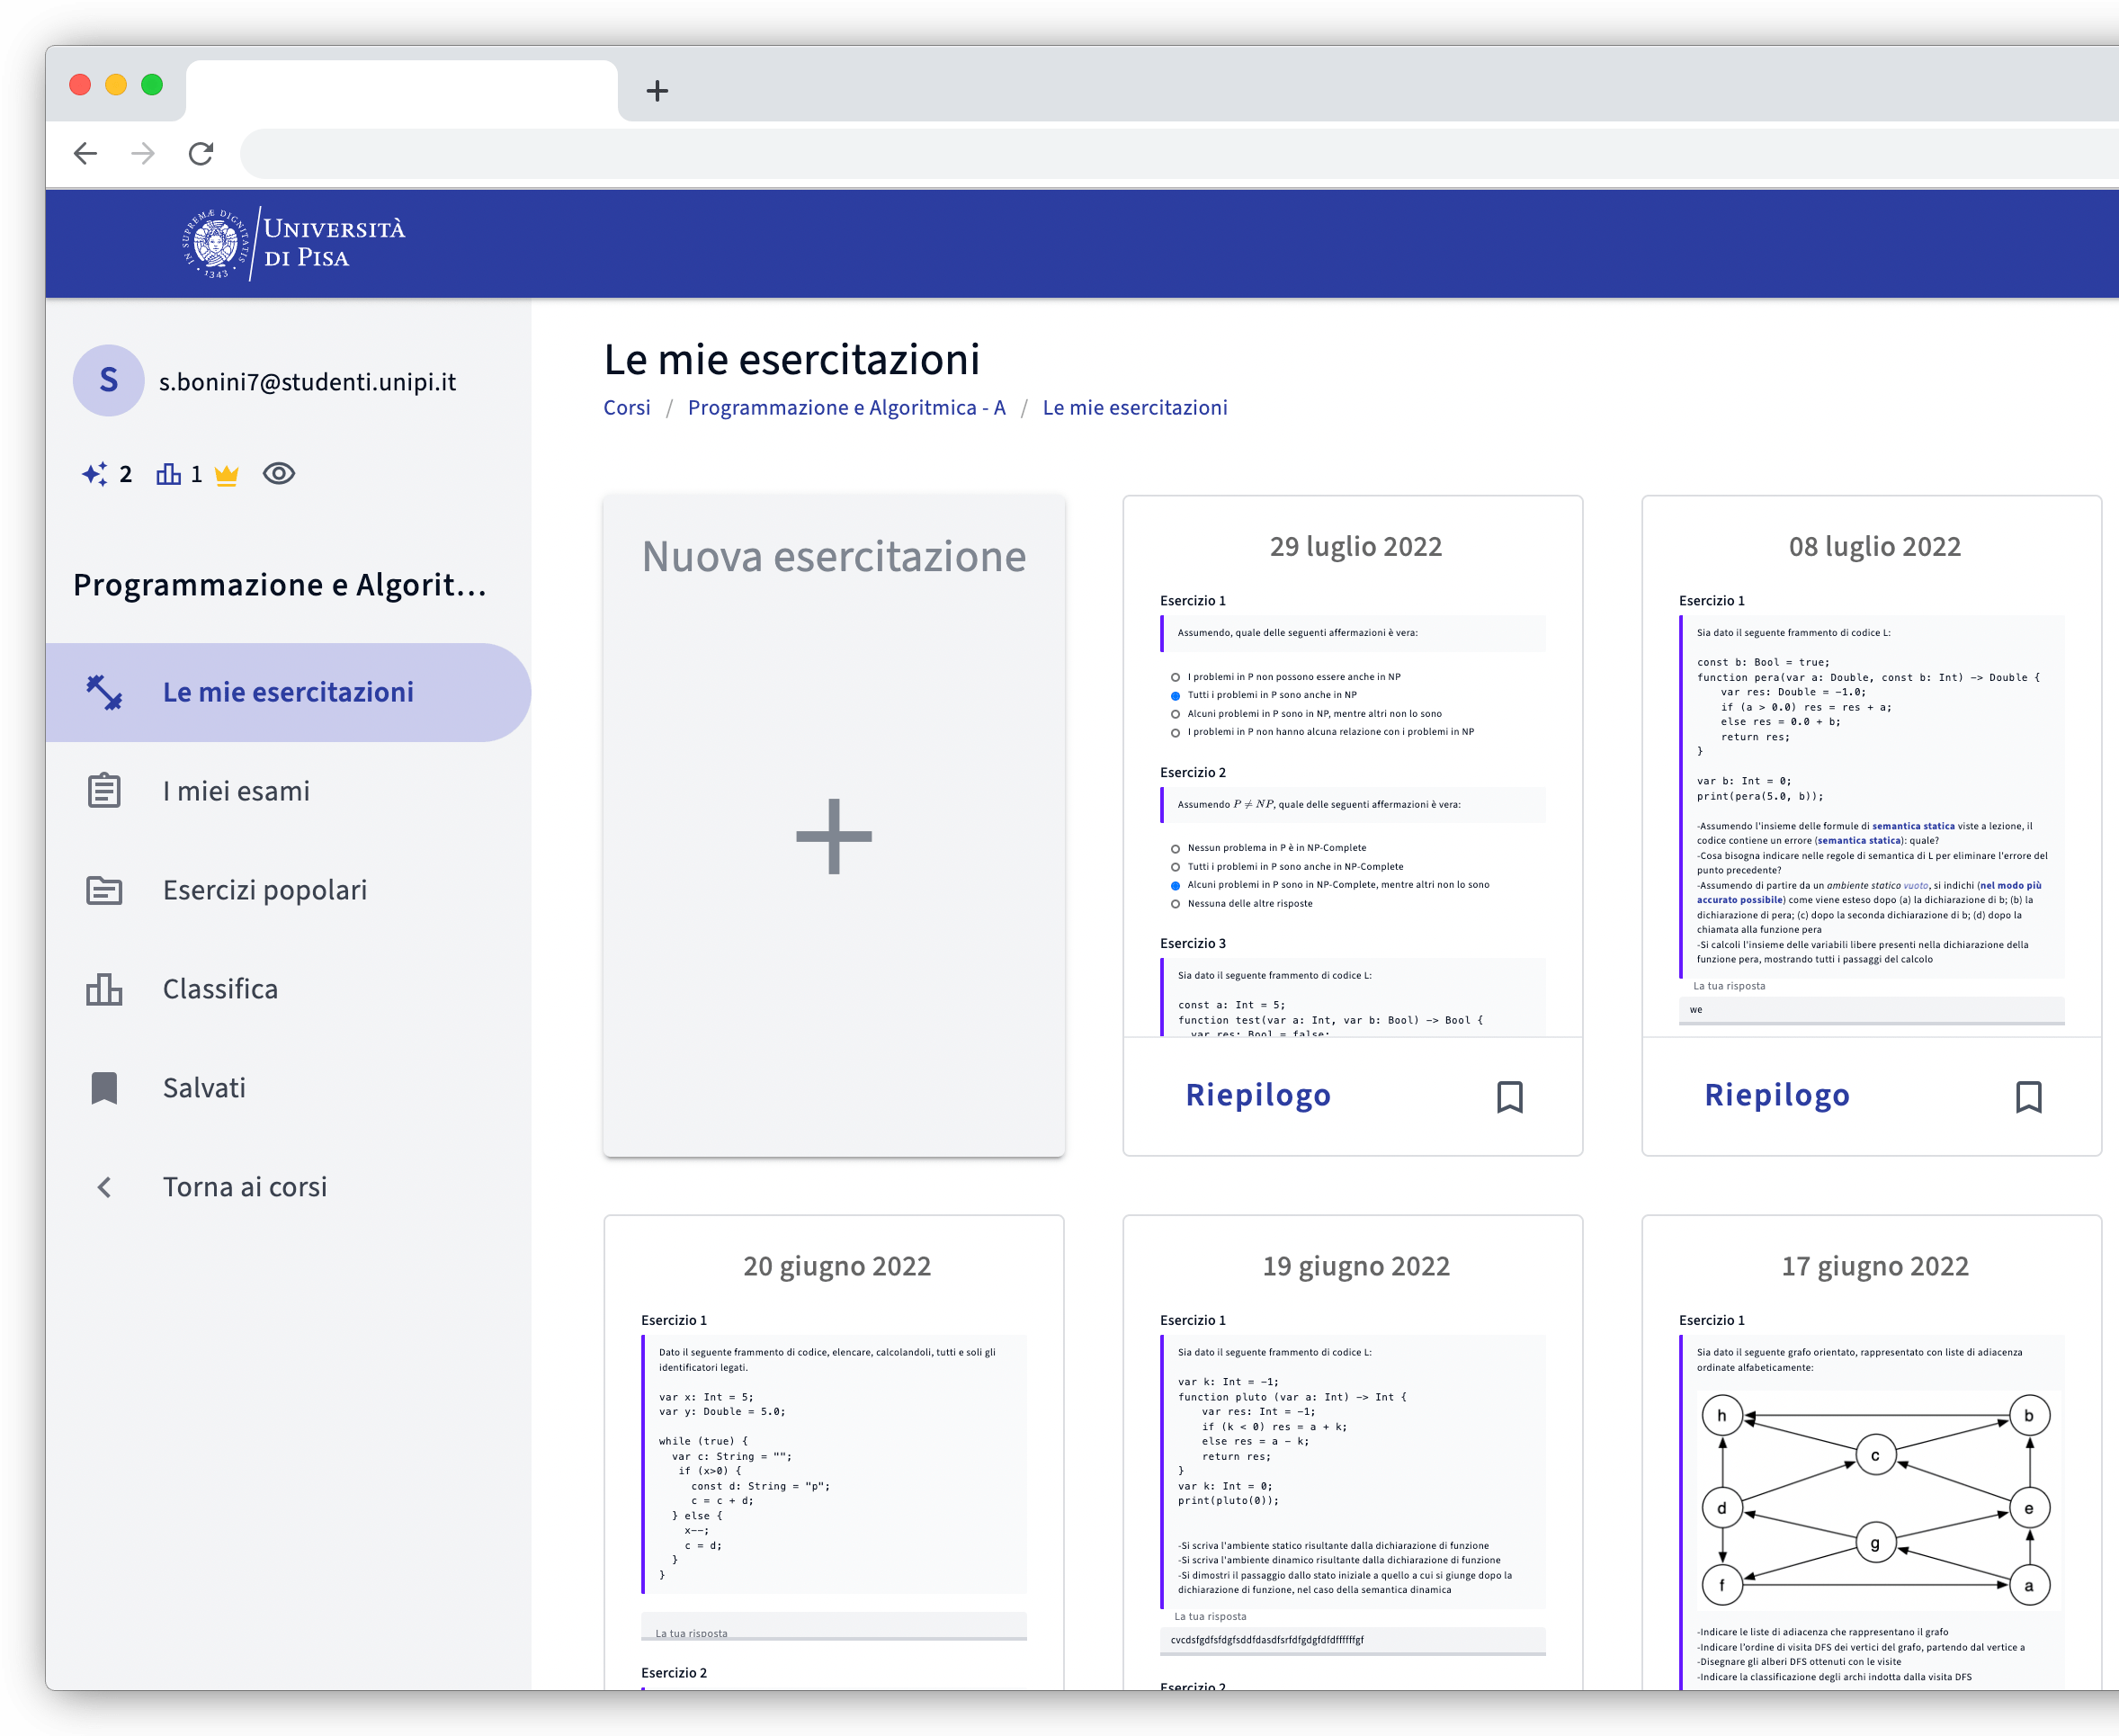 IN SUPREMÆ DIGNITATIS
· 1343 ·
UNIVERSITÀ
DI PISA
S
s.bonini7@studenti.unipi.it
2
1
Programmazione e Algorit...
Le mie esercitazioni
I miei esami
Esercizi popolari
Classifica
Salvati
Torna ai corsi
Le mie esercitazioni
Corsi / Programmazione e Algoritmica - A / Le mie esercitazioni
Nuova esercitazione
29 luglio 2022
Esercizio 1
Assumendo, quale delle seguenti affermazioni è vera:
I problemi in P non possono essere anche in NP
Tutti i problemi in P sono anche in NP
Alcuni problemi in P sono in NP, mentre altri non lo sono
I problemi in P non hanno alcuna relazione con i problemi in NP
Esercizio 2
Assumendo P ≠ NP, quale delle seguenti affermazioni è vera:
Nessun problema in P è in NP-Complete
Tutti i problemi in P sono anche in NP-Complete
Alcuni problemi in P sono in NP-Complete, mentre altri non lo sono
Nessuna delle altre risposte
Esercizio 3
Sia dato il seguente frammento di codice L:
const a: Int = 5;
function test(var a: Int, var b: Bool) -> Bool {
var res: Bool = false;
Riepilogo
08 luglio 2022
Esercizio 1
Sia dato il seguente frammento di codice L:
const b: Bool = true;
function pera(var a: Double, const b: Int) -> Double {
var res: Double = -1.0;
if (a > 0.0) res = res + a;
else res = 0.0 + b;
return res;
}
var b: Int = 0;
print(pera(5.0, b));
-Assumendo l'insieme delle formule di semantica statica viste a lezione, il
codice contiene un errore (semantica statica): quale?
-Cosa bisogna indicare nelle regole di semantica di L per eliminare l'errore del
punto precedente?
-Assumendo di partire da un ambiente statico vuoto, si indichi (nel modo più
accurato possibile) come viene esteso dopo (a) la dichiarazione di b; (b) la
dichiarazione di pera; (c) dopo la seconda dichiarazione di b; (d) dopo la
chiamata alla funzione pera
-Si calcoli l'insieme delle variabili libere presenti nella dichiarazione della
funzione pera, mostrando tutti i passaggi del calcolo
La tua risposta
we
Riepilogo
20 giugno 2022
Esercizio 1
Dato il seguente frammento di codice, elencare, calcolandoli, tutti e soli gli
identificatori legati.
var x: Int = 5;
var y: Double = 5.0;
while (true) {
var c: String = "";
if (x>0) {
const d: String = "p";
c = c + d;
} else {
x--;
c = d;
}
}
La tua risposta
Esercizio 2
19 giugno 2022
Esercizio 1
Sia dato il seguente frammento di codice L:
var k: Int = -1;
function pluto (var a: Int) -> Int {
var res: Int = -1;
if (k < 0) res = a + k;
else res = a - k;
return res;
}
var k: Int = 0;
print(pluto(0));
-Si scriva l'ambiente statico risultante dalla dichiarazione di funzione
-Si scriva l'ambiente dinamico risultante dalla dichiarazione di funzione
-Si dimostri il passaggio dallo stato iniziale a quello a cui si giunge dopo la
dichiarazione di funzione, nel caso della semantica dinamica
La tua risposta
cvcdsfgdfsfdgfsddfdasdfsrfdfgdgfdfdffffffgf
Esercizio 2
17 giugno 2022
Esercizio 1
Sia dato il seguente grafo orientato, rappresentato con liste di adiacenza
ordinate alfabeticamente:
h
b
c
d
e
g
f
a
-Indicare le liste di adiacenza che rappresentano il grafo
-Indicare l'ordine di visita DFS dei vertici del grafo, partendo dal vertice a
-Disegnare gli alberi DFS ottenuti con le visite
-Indicare la classificazione degli archi indotta dalla visita DFS